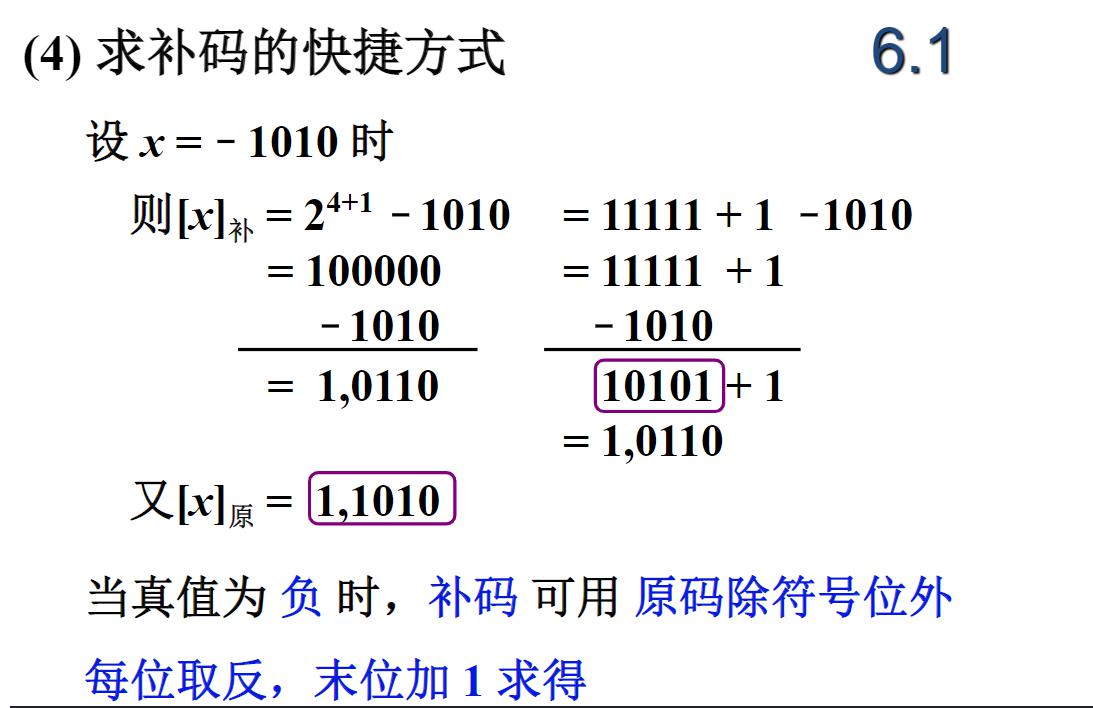 (4) 求补码的快捷方式 6.1
设 x = – 1010 时
则[x]补 = 2^{4+1} – 1010 = 11111 + 1 –1010
= 100000 = 11111 + 1
– 1010 – 1010
= 1,0110 10101 + 1
= 1,0110
又[x]原 = 1,1010
当真值为 负 时，补码 可用 原码除符号位外
每位取反，末位加 1 求得